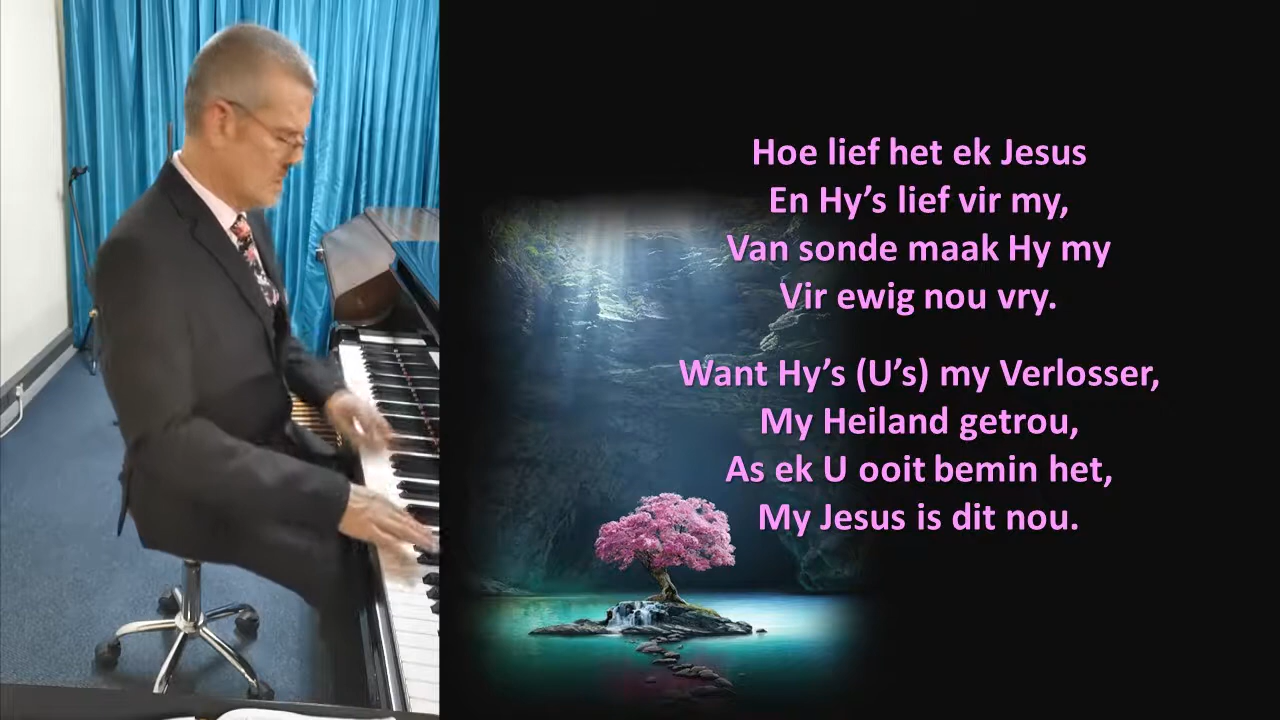 Hoe lief het ek Jesus
En Hy’s lief vir my,
Van sonde maak Hy my
Vir ewig nou vry.
Want Hy’s (U’s) my Verlosser,
My Heiland getrou,
As ek U ooit bemin het,
My Jesus is dit nou.